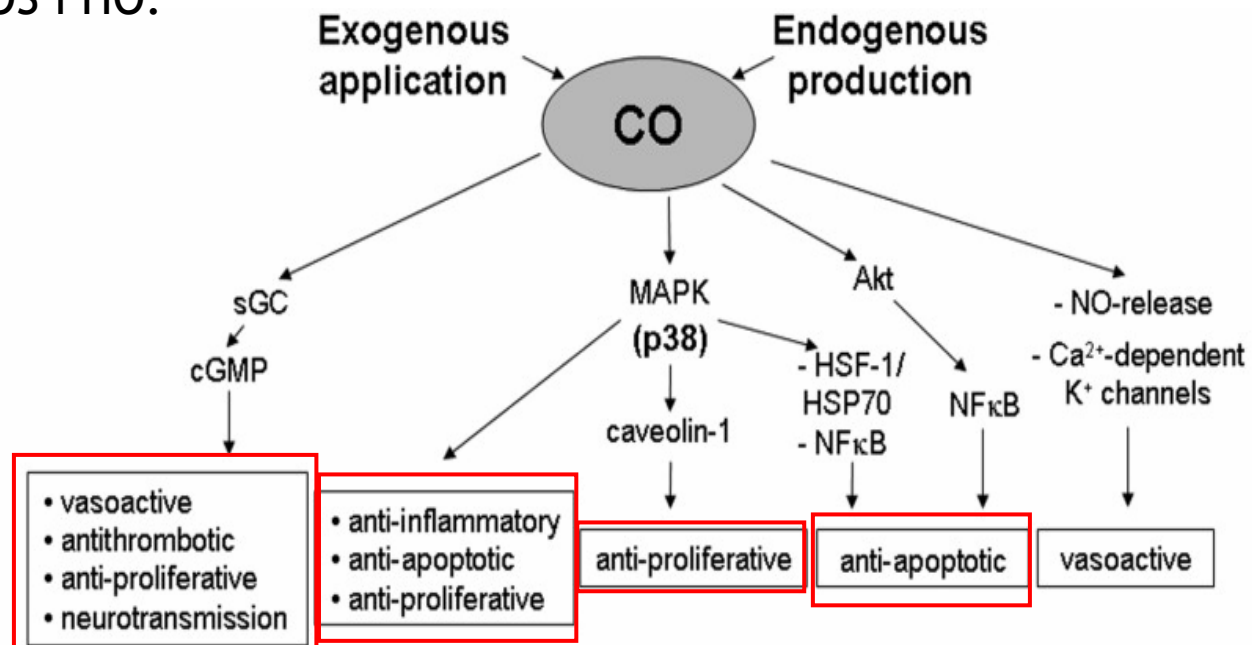 Exogenous
application
Endogenous
production
CO
sGC
cGMP
MAPK
(p38)
caveolin-1
- HSF-1/
HSP70
- NFκB
Akt
NFκB
- NO-release
- Ca²⁺-dependent
K⁺ channels
• vasoactive
• antithrombotic
• anti-proliferative
• neurotransmission
• anti-inflammatory
• anti-apoptotic
• anti-proliferative
anti-proliferative
anti-apoptotic
vasoactive